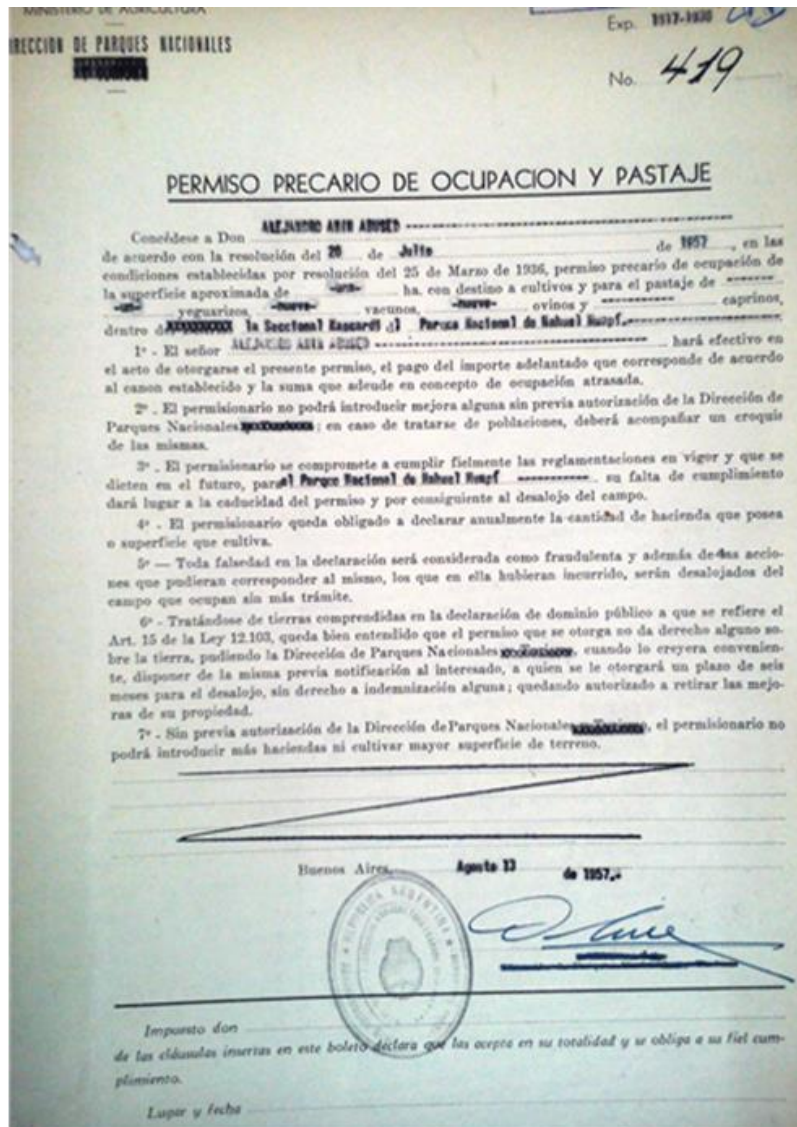 MINISTERIO DE AGRICULTURA
DIRECCION DE PARQUES NACIONALES
Exp. 1917-1930
No. 419
PERMISO PRECARIO DE OCUPACION Y PASTAJE
Concédese a Don ALEJANDRO
de acuerdo con la resolución del 26 de Julio de 1957, en las
condiciones establecidas por resolución del 25 de Marzo de 1936, permiso precario de ocupación de
la superficie aproximada de -una- ha. con destino a cultivos y para el pastaje de
-un- yeguarizos, -nueve- vacunos, -nueve- ovinos y caprinos,
dentro de la Seccional del Parque Nacional de Nahuel Huapf.
1º - El señor ALEJANDRO hará efectivo en
el acto de otorgarse el presente permiso, el pago del importe adelantado que corresponde de acuerdo
al canon establecido y la suma que adeude en concepto de ocupación atrasada.
2º . El permisionario no podrá introducir mejora alguna sin previa autorización de la Dirección de
Parques Nacionales ; en caso de tratarse de poblaciones, deberá acompañar un croquis
de las mismas.
3º . El permisionario se compromete a cumplir fielmente las reglamentaciones en vigor y que se
dicten en el futuro, para el Parque Nacional de Nahuel Huapf . su falta de cumplimiento
dará lugar a la caducidad del permiso y por consiguiente al desalojo del campo.
4º - El permisionario queda obligado a declarar anualmente la cantidad de hacienda que posea
o superficie que cultiva.
5º — Toda falsedad en la declaración será considerada como fraudulenta y además de las accio-
nes que pudieran corresponder al mismo, los que en ella hubieran incurrido, serán desalojados del
campo que ocupan sin más trámite.
6º - Tratándose de tierras comprendidas en la declaración de dominio público a que se refiere el
Art. 15 de la Ley 12.103, queda bien entendido que el permiso que se otorga no da derecho alguno so-
bre la tierra, pudiendo la Dirección de Parques Nacionales , cuando lo creyera convenien-
te, disponer de la misma previa notificación al interesado, a quien se le otorgará un plazo de seis
meses para el desalojo, sin derecho a indemnización alguna; quedando autorizado a retirar las mejo-
ras de su propiedad.
7º - Sin previa autorización de la Dirección de Parques Nacionales , el permisionario no
podrá introducir más haciendas ni cultivar mayor superficie de terreno.
Buenos Aires, Agosto 13 de 1957.-
REPUBLICA ARGENTINA
Impuesto don
de las cláusulas insertas en este boleto declara que las acepta en su totalidad y se obliga a su fiel cum-
plimiento.
Lugar y fecha